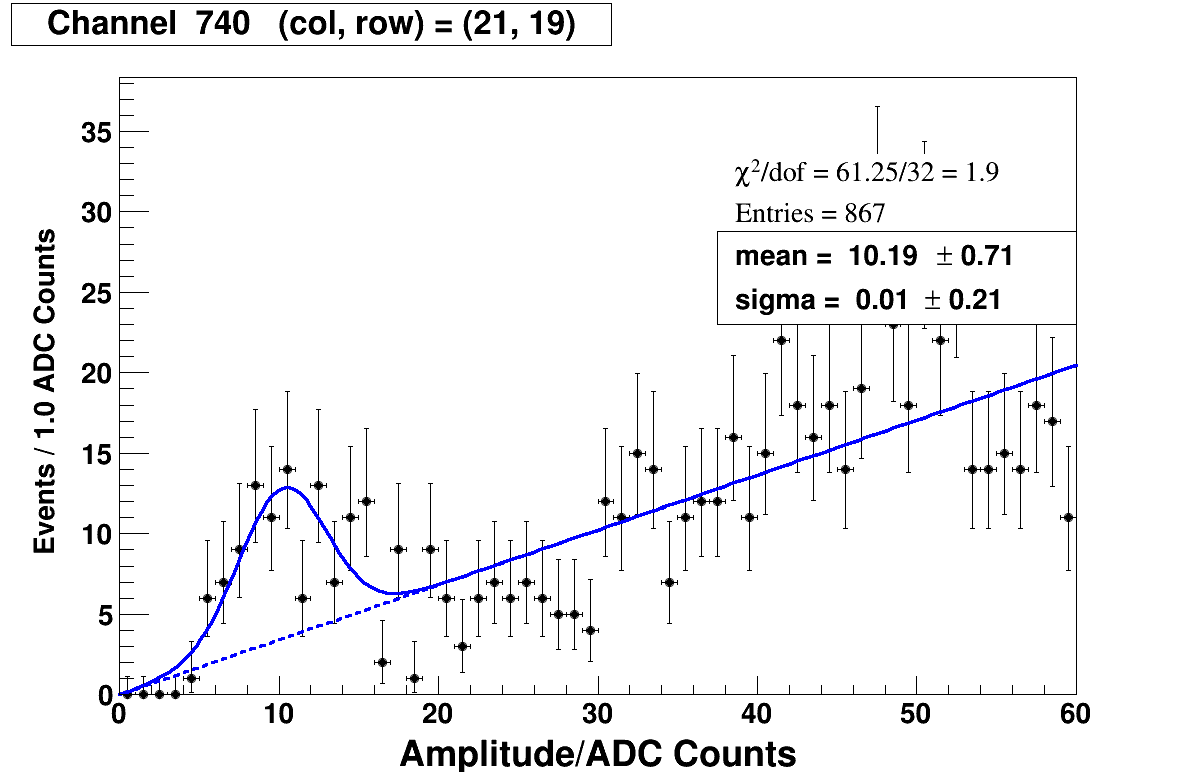 Channel 740 (col, row) = (21, 19)
35
30
25
20
15
10
5
0
Events / 1.0 ADC Counts
χ²/dof = 61.25/32 = 1.9
Entries = 867
mean = 10.19 ± 0.71
sigma = 0.01 ± 0.21
0 10 20 30 40 50 60
Amplitude/ADC Counts